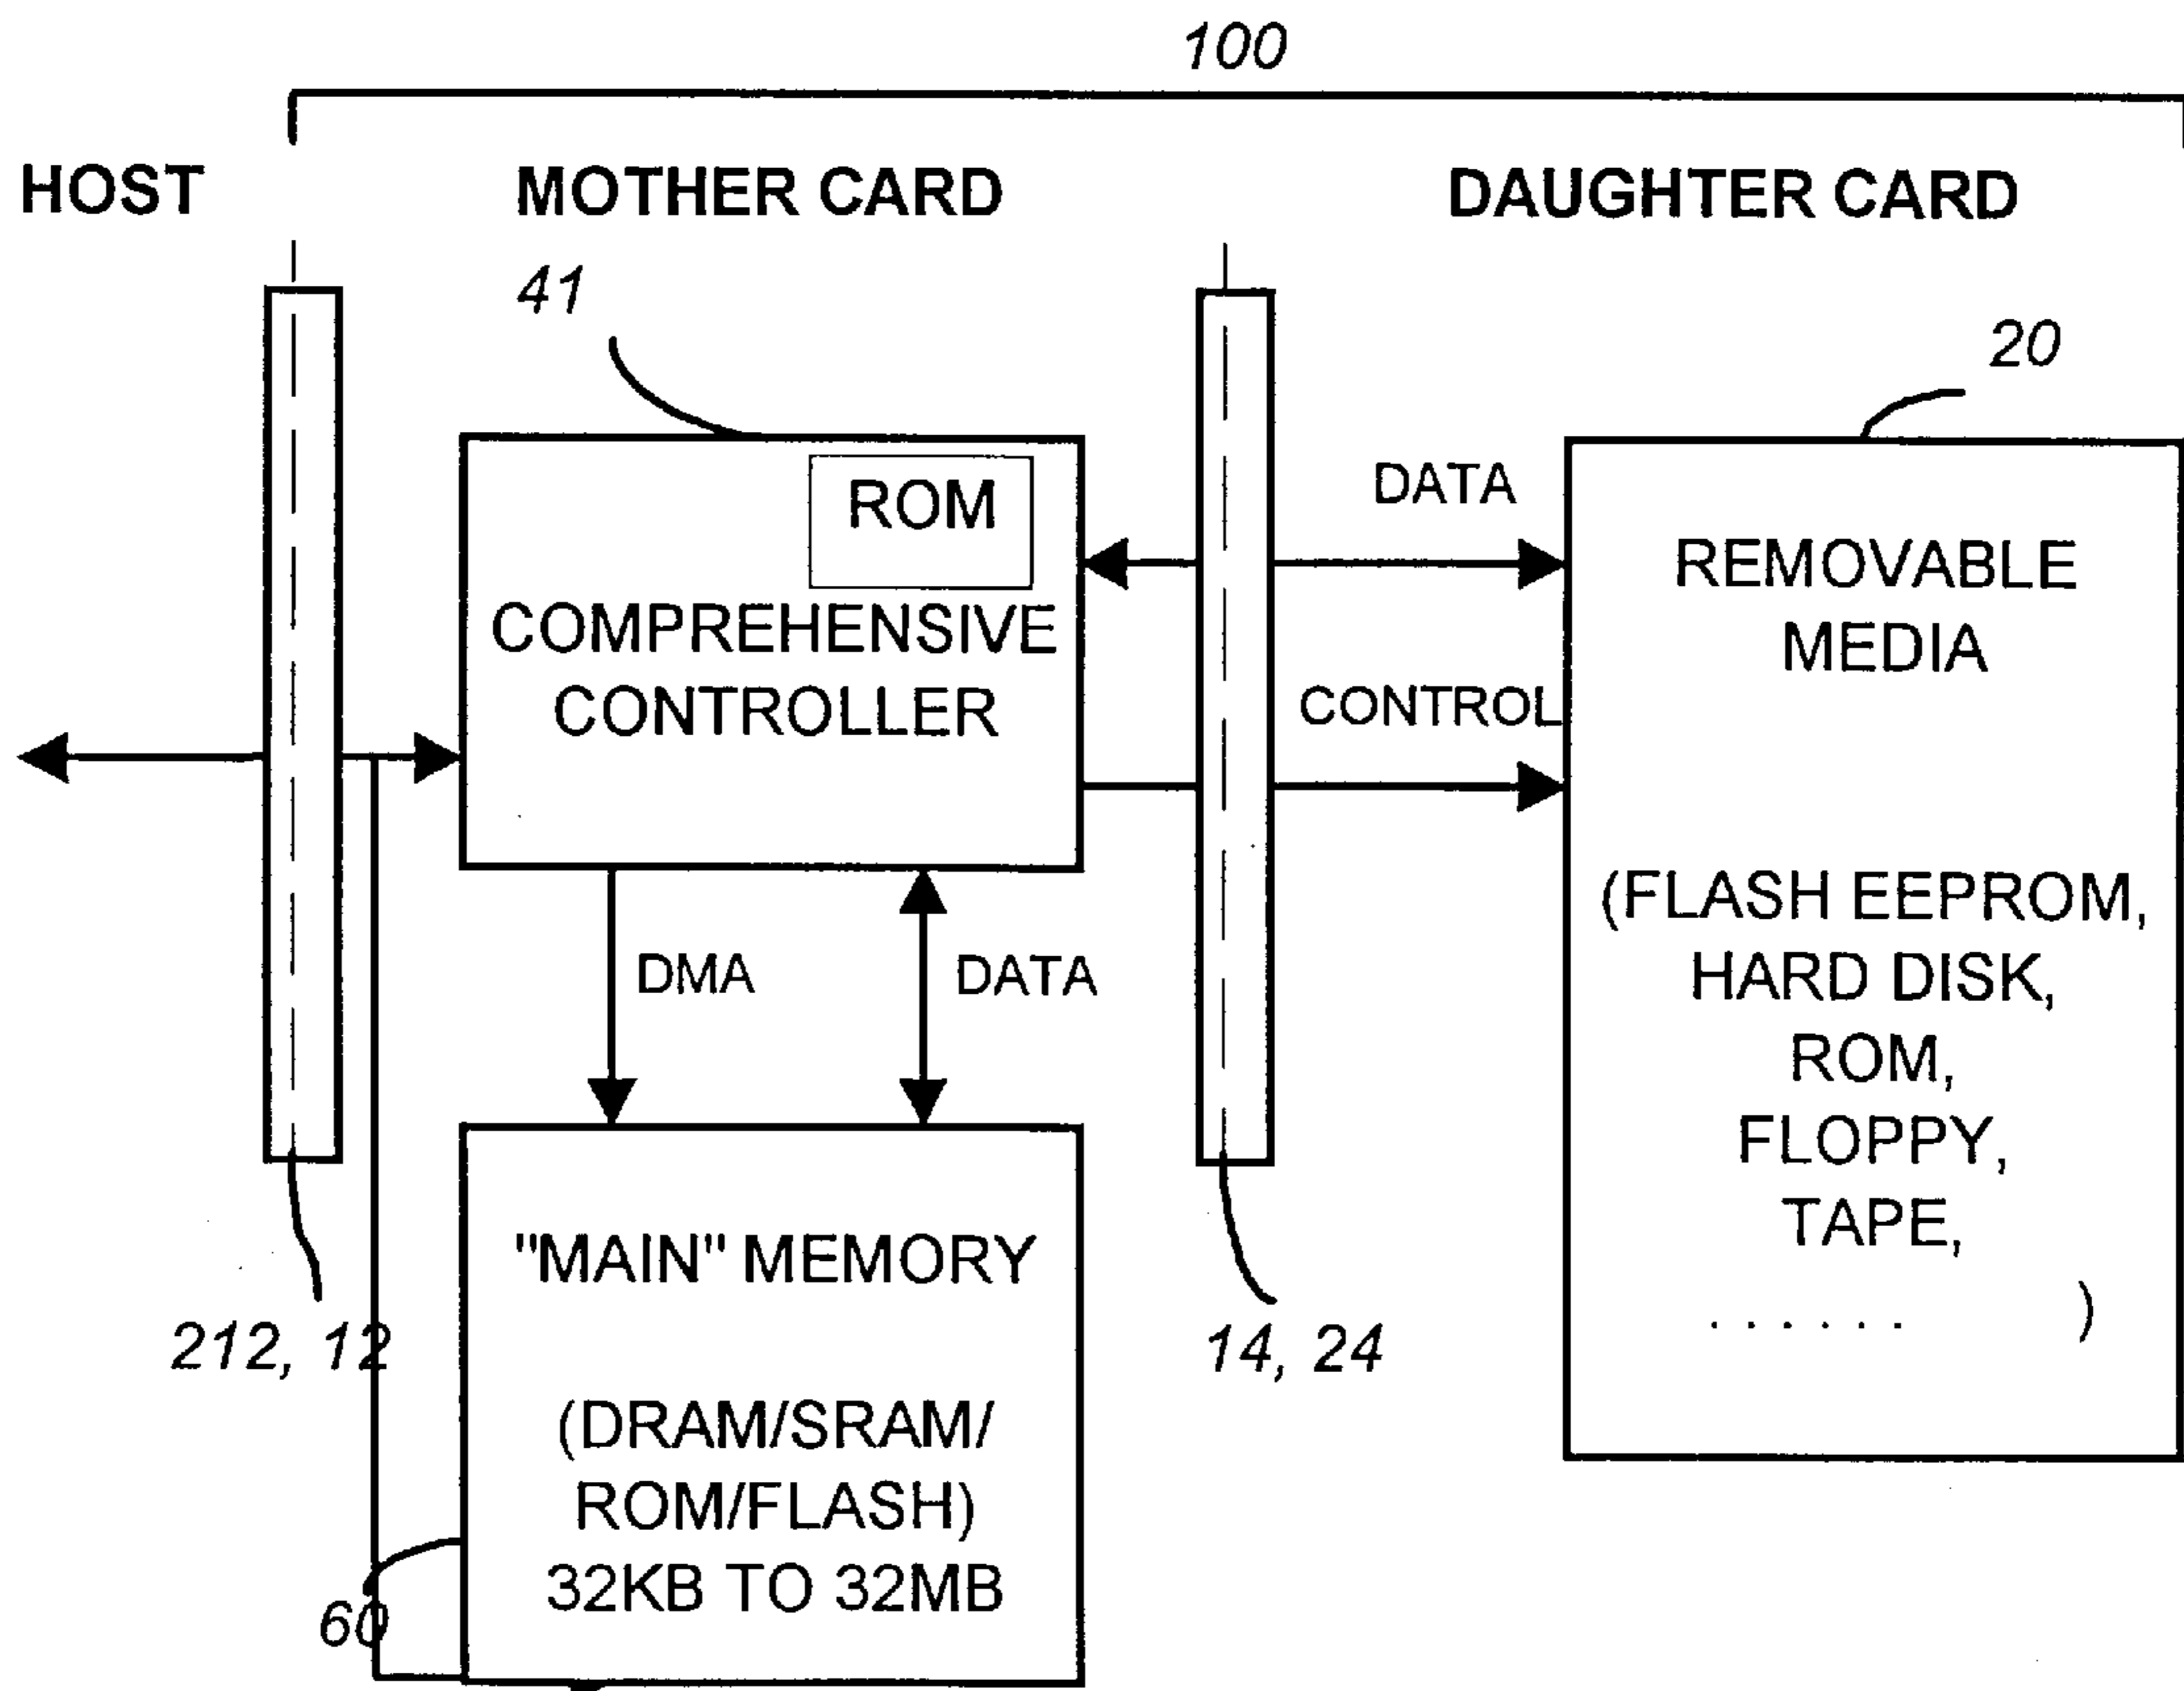 100
HOST
MOTHER CARD
DAUGHTER CARD
41
20
ROM
COMPREHENSIVE
CONTROLLER
DATA
CONTROL
REMOVABLE
MEDIA
(FLASH EEPROM,
HARD DISK,
ROM,
FLOPPY,
TAPE,
. . . . . . )
DMA
DATA
"MAIN" MEMORY
(DRAM/SRAM/
ROM/FLASH)
32KB TO 32MB
212, 12
14, 24
60